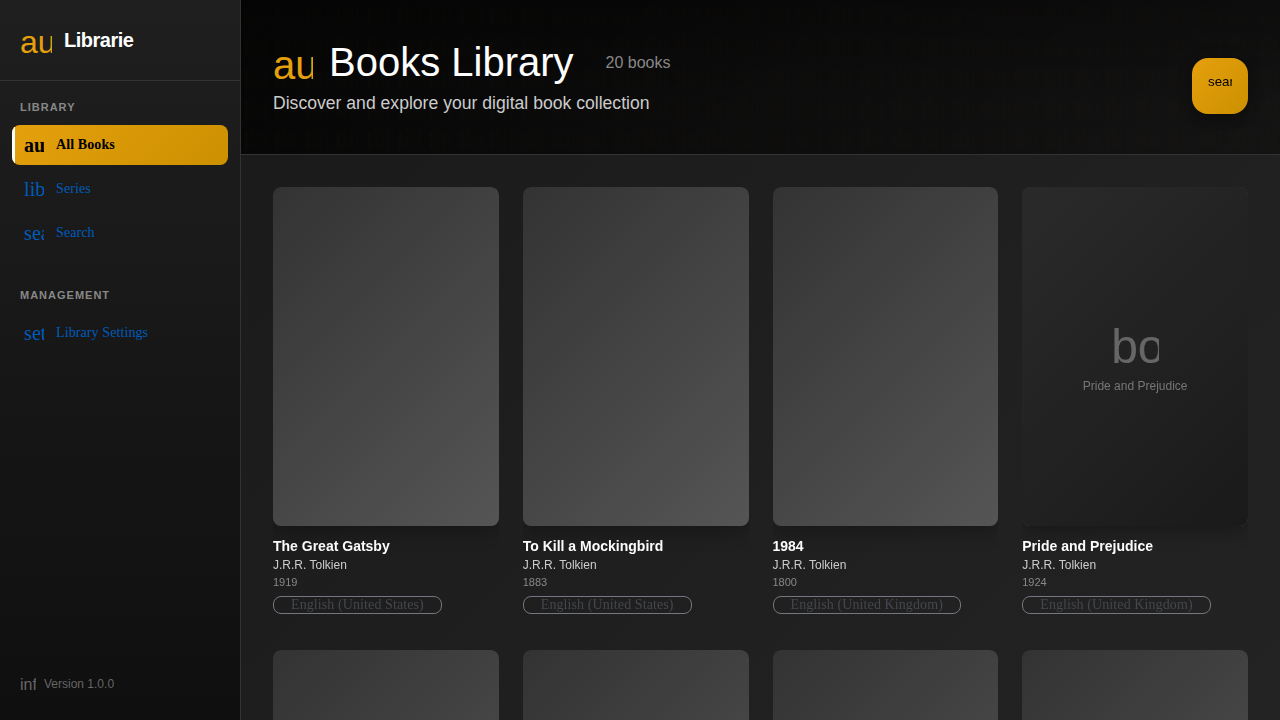 au Librarie
LIBRARY
au All Books
lib Series
sea Search
MANAGEMENT
set Library Settings
inf Version 1.0.0
au Books Library 20 books
Discover and explore your digital book collection
sear
bo
Pride and Prejudice
The Great Gatsby
J.R.R. Tolkien
1919
English (United States)
To Kill a Mockingbird
J.R.R. Tolkien
1883
English (United States)
1984
J.R.R. Tolkien
1800
English (United Kingdom)
Pride and Prejudice
J.R.R. Tolkien
1924
English (United Kingdom)